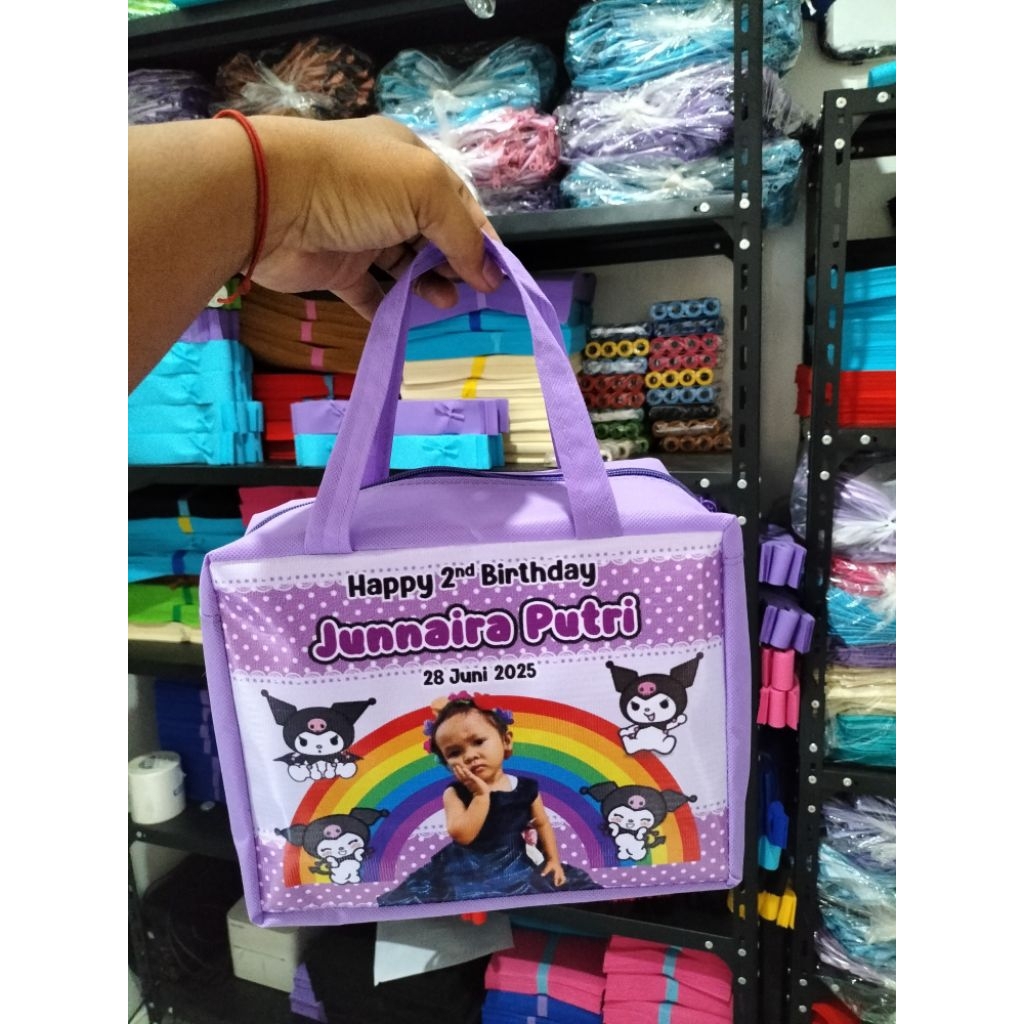 Happy 2nd Birthday
Junnaira Putri
28 Juni 2025